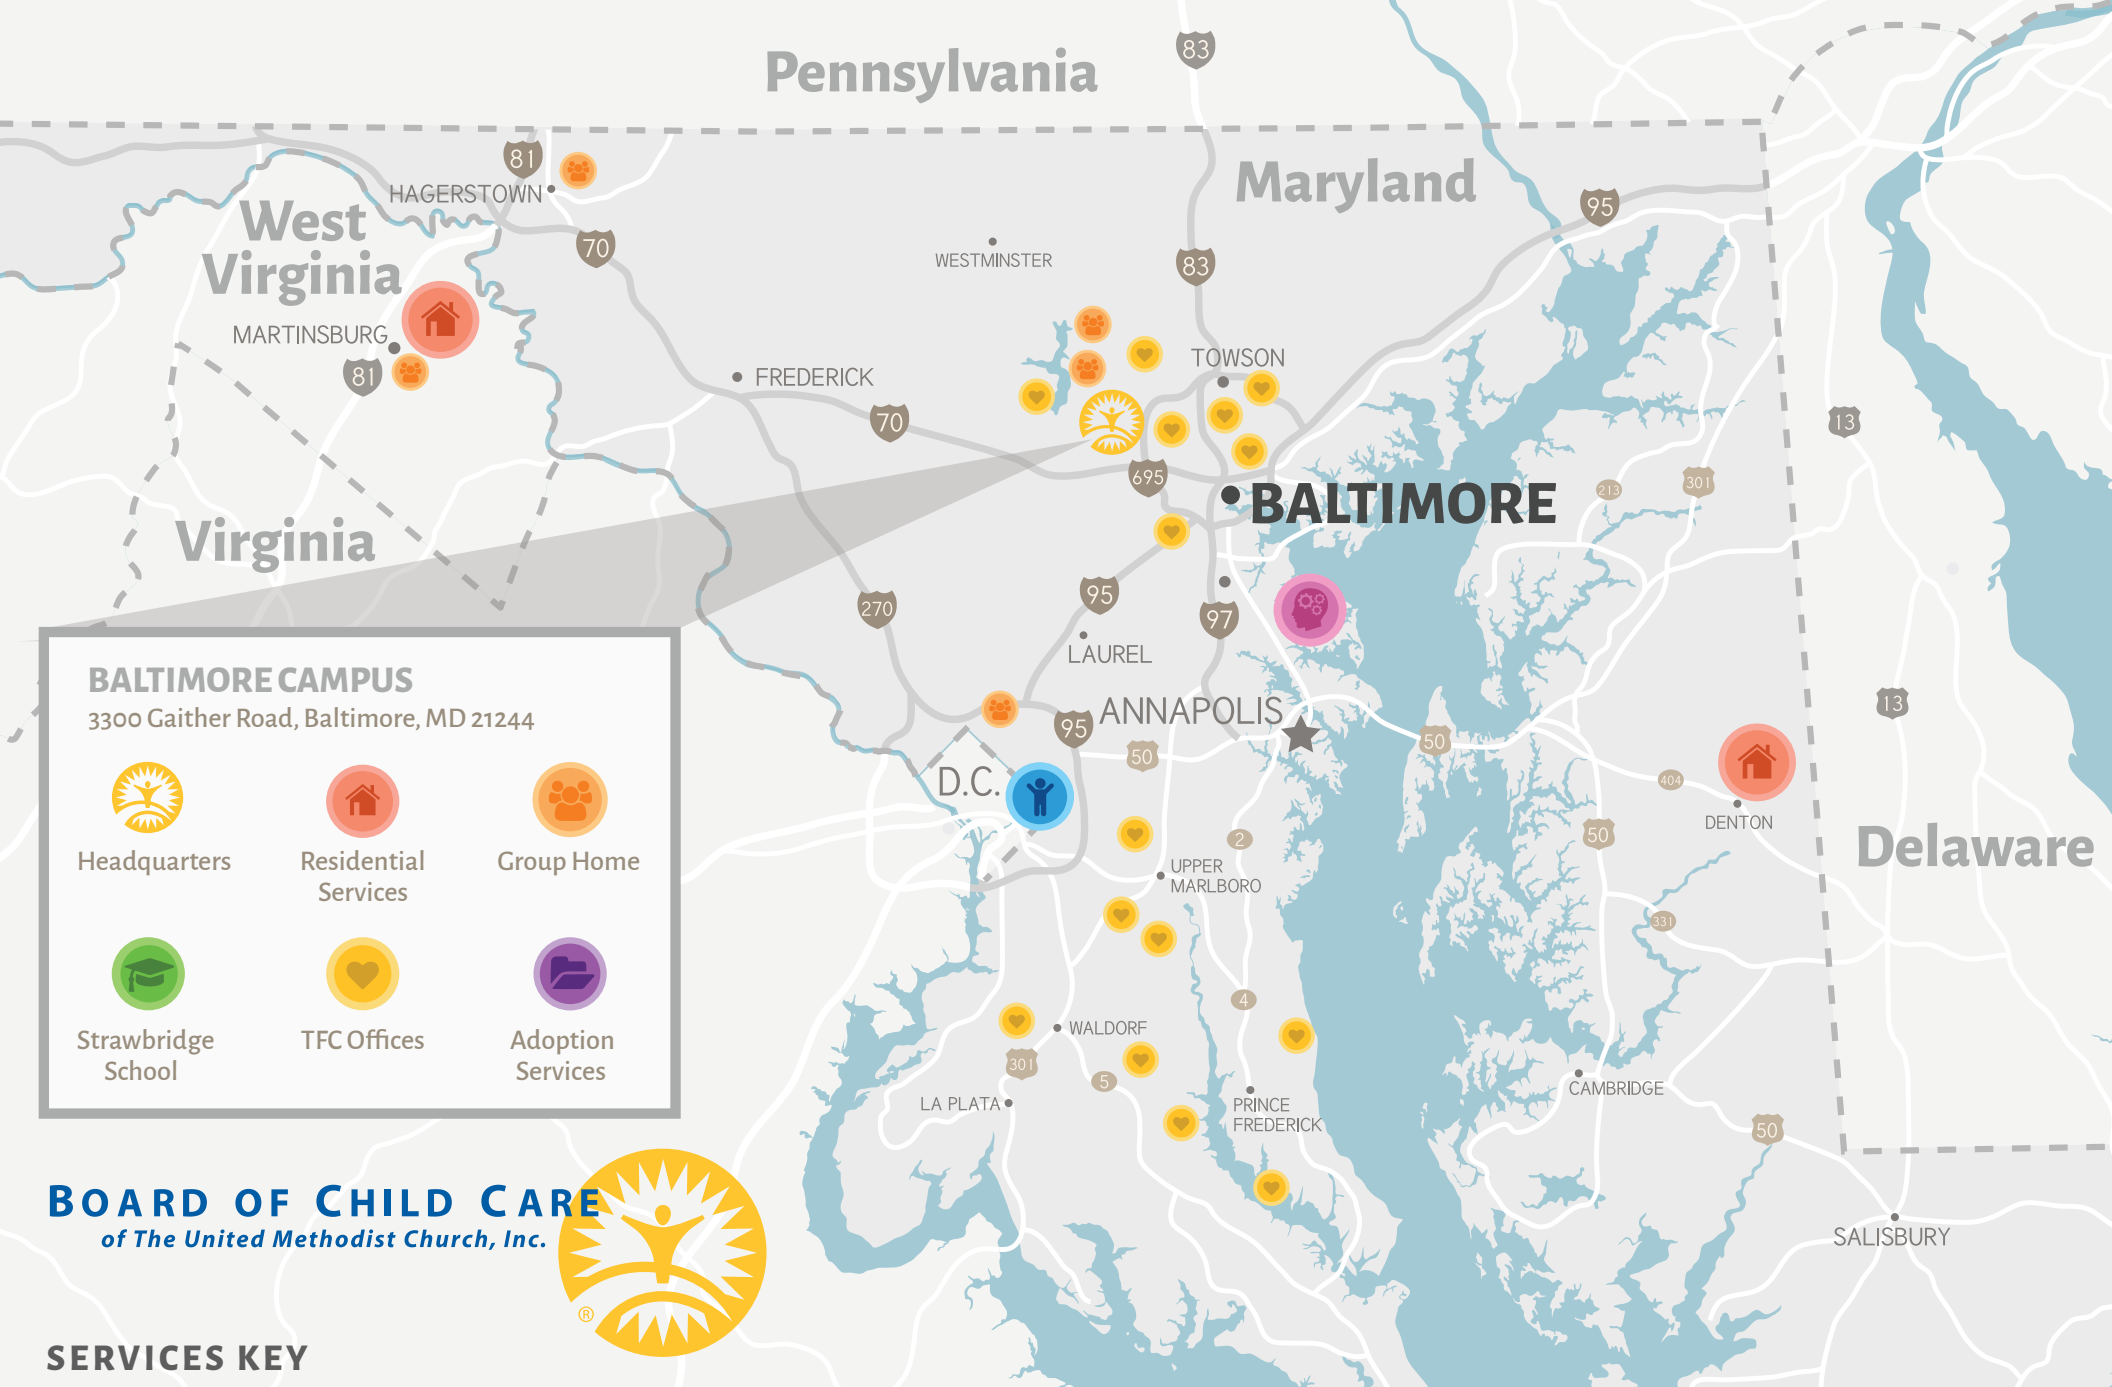 Pennsylvania
83
81
HAGERSTOWN
Maryland
95
West
Virginia
70
WESTMINSTER
83
MARTINSBURG
81
FREDERICK
TOWSON
70
13
695
BALTIMORE
213
301
Virginia
270
95
97
LAUREL
ANNAPOLIS
95
50
50
13
D.C.
404
DENTON
Delaware
2
50
UPPER
MARLBORO
331
4
WALDORF
301
5
LA PLATA
PRINCE
FREDERICK
CAMBRIDGE
50
SALISBURY
BALTIMORE CAMPUS
3300 Gaither Road, Baltimore, MD 21244
Headquarters
Residential
Services
Group Home
Strawbridge
School
TFC Offices
Adoption
Services
BOARD OF CHILD CARE
of The United Methodist Church, Inc.
®
SERVICES KEY